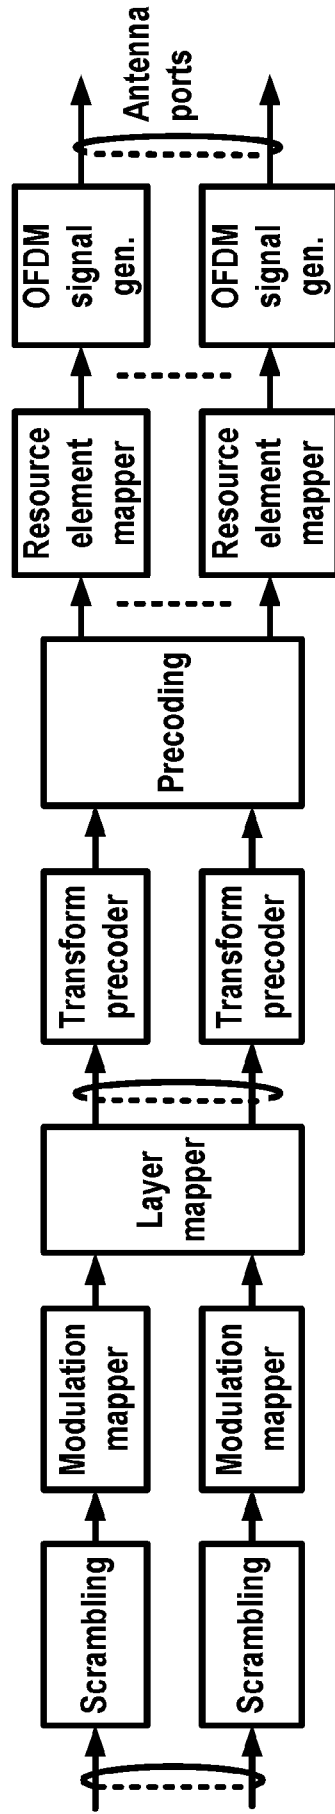 Scrambling
Scrambling
Modulation
mapper
Modulation
mapper
Layer
mapper
Transform
precoder
Transform
precoder
Precoding
Resource
element
mapper
Resource
element
mapper
OFDM
signal
gen.
OFDM
signal
gen.
Antenna
ports